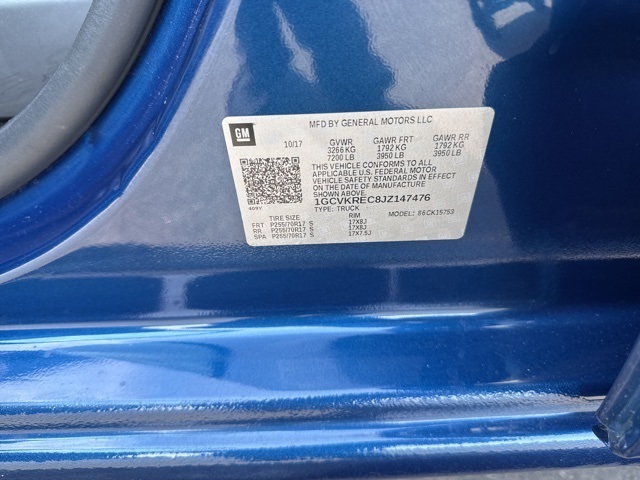 GM
MFD BY GENERAL MOTORS LLC
10/17 GVWR GAWR FRT GAWR RR
3266 KG 1792 KG 1792 KG
7200 LB 3950 LB 3950 LB
THIS VEHICLE CONFORMS TO ALL
APPLICABLE U.S. FEDERAL MOTOR
VEHICLE SAFETY STANDARDS IN EFFECT
ON THE DATE OF MANUFACTURE
SHOWN ABOVE.
1GCVKREC8JZ147476
TYPE: TRUCK MODEL: 86CK15753
TIRE SIZE RIM
FRT P255/70R17 S 17X8J
RR P255/70R17 S 17X8J
SPA P255/70R17 S 17X7.5J